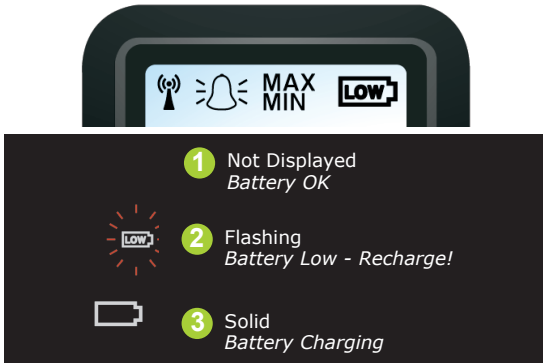 MAX LOW
MIN
1 Not Displayed
Battery OK
LOW 2 Flashing
Battery Low - Recharge!
3 Solid
Battery Charging